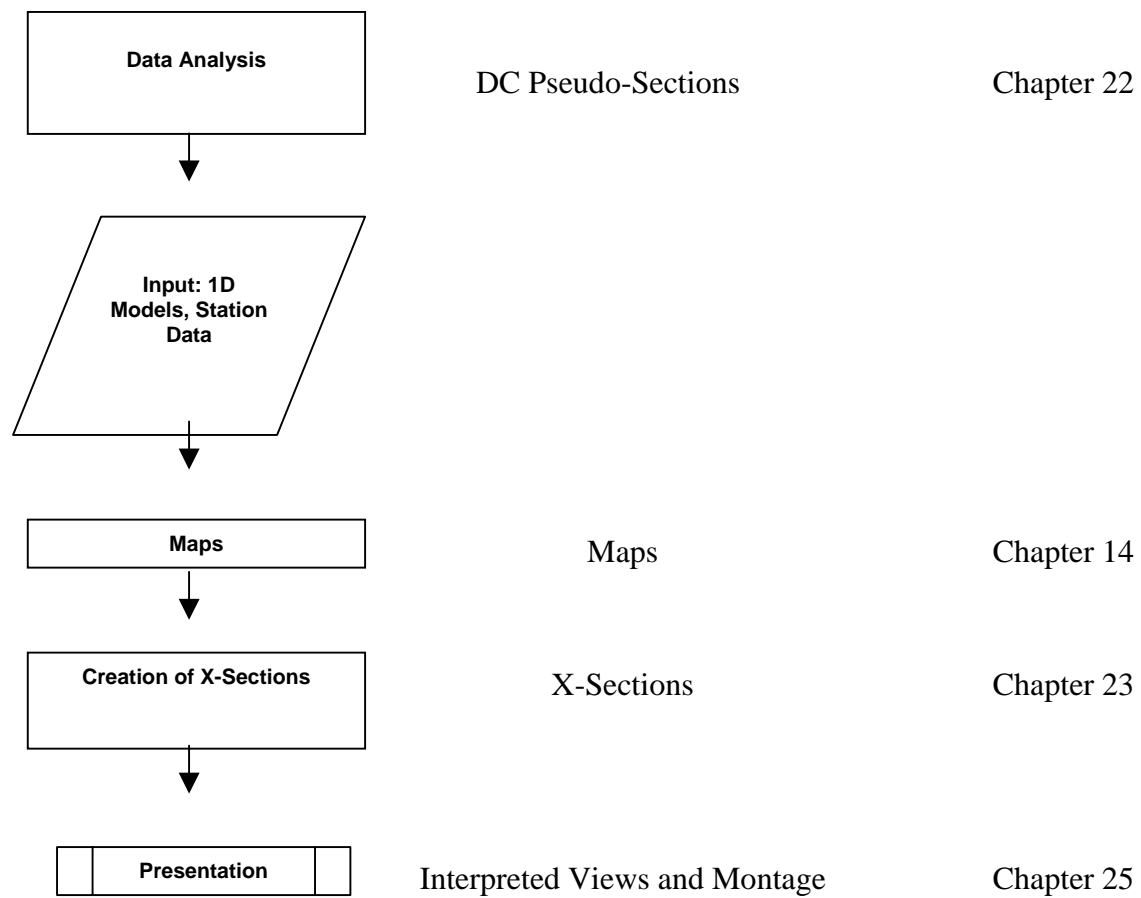 Data Analysis
DC Pseudo-Sections
Chapter 22
Input: 1D
Models, Station
Data
Maps
Maps
Chapter 14
Creation of X-Sections
X-Sections
Chapter 23
Presentation
Interpreted Views and Montage
Chapter 25